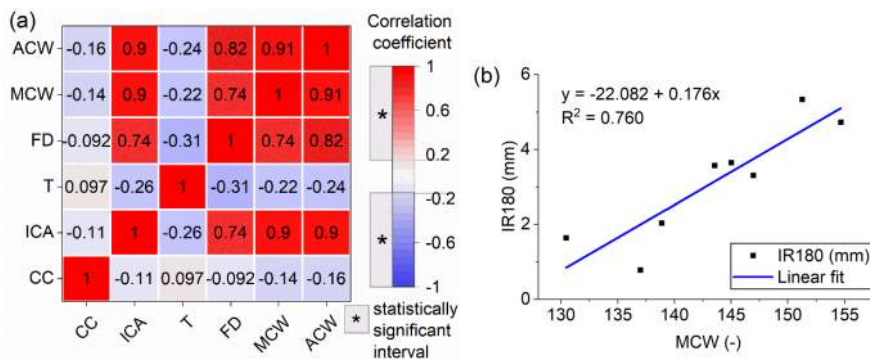 (a)
ACW -0.16 0.9 -0.24 0.82 0.91 1
MCW -0.14 0.9 -0.22 0.74 1 0.91
FD -0.092 0.74 -0.31 1 0.74 0.82
T 0.097 -0.26 1 -0.31 -0.22 -0.24
ICA -0.11 1 -0.26 0.74 0.9 0.9
CC 1 -0.11 0.097 -0.092 -0.14 -0.16
CC ICA T FD MCW ACW
Correlation
coefficient
1
0.6
*
0.2
-0.2
*
-0.6
-1
* statistically
significant
interval
(b)
IR180 (mm)
6
4
2
0
y = -22.082 + 0.176x
R² = 0.760
IR180 (mm)
Linear fit
130 135 140 145 150 155
MCW (-)